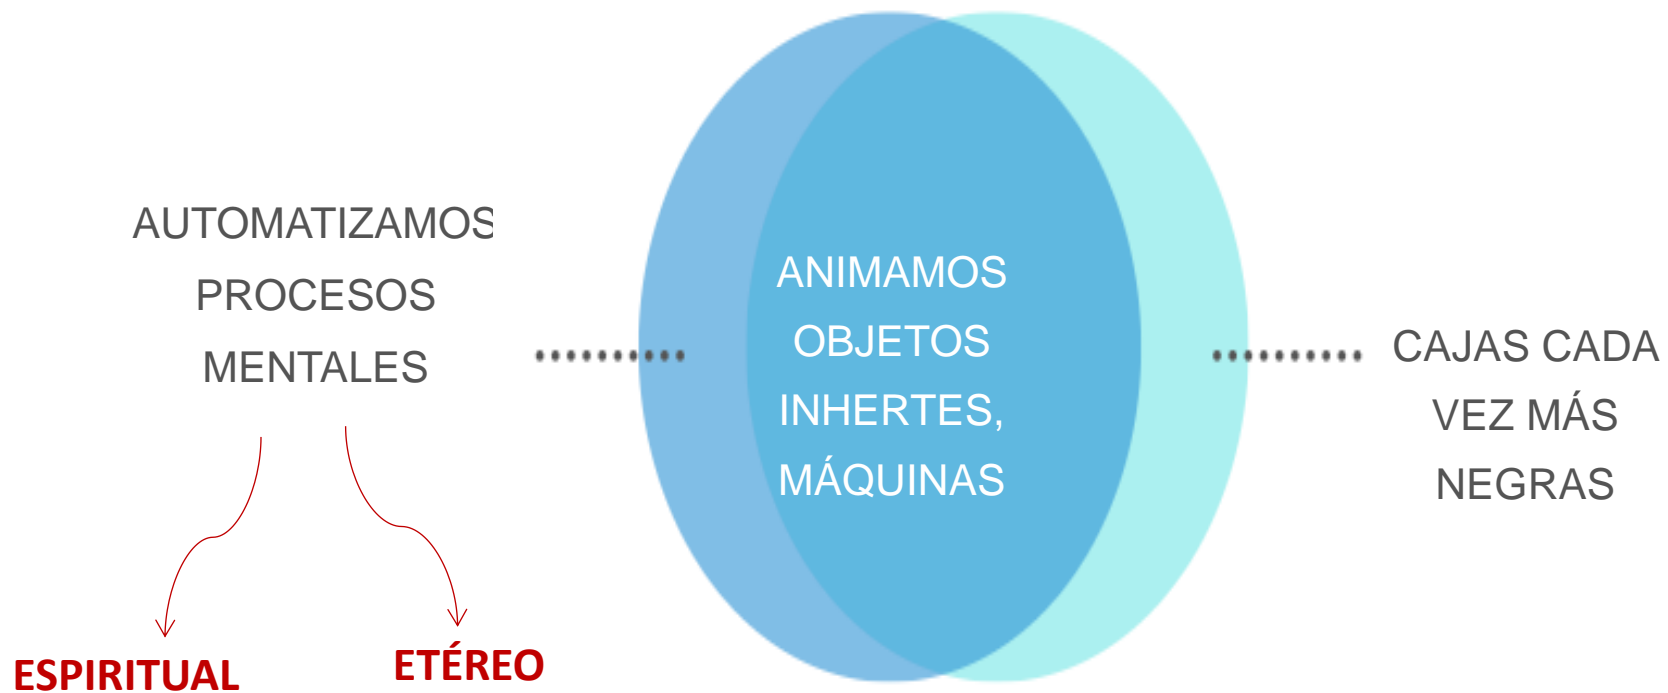 AUTOMATIZAMOS
PROCESOS
MENTALES
ESPIRITUAL
ETÉREO
ANIMAMOS
OBJETOS
INHERTES,
MÁQUINAS
CAJAS CADA
VEZ MÁS
NEGRAS